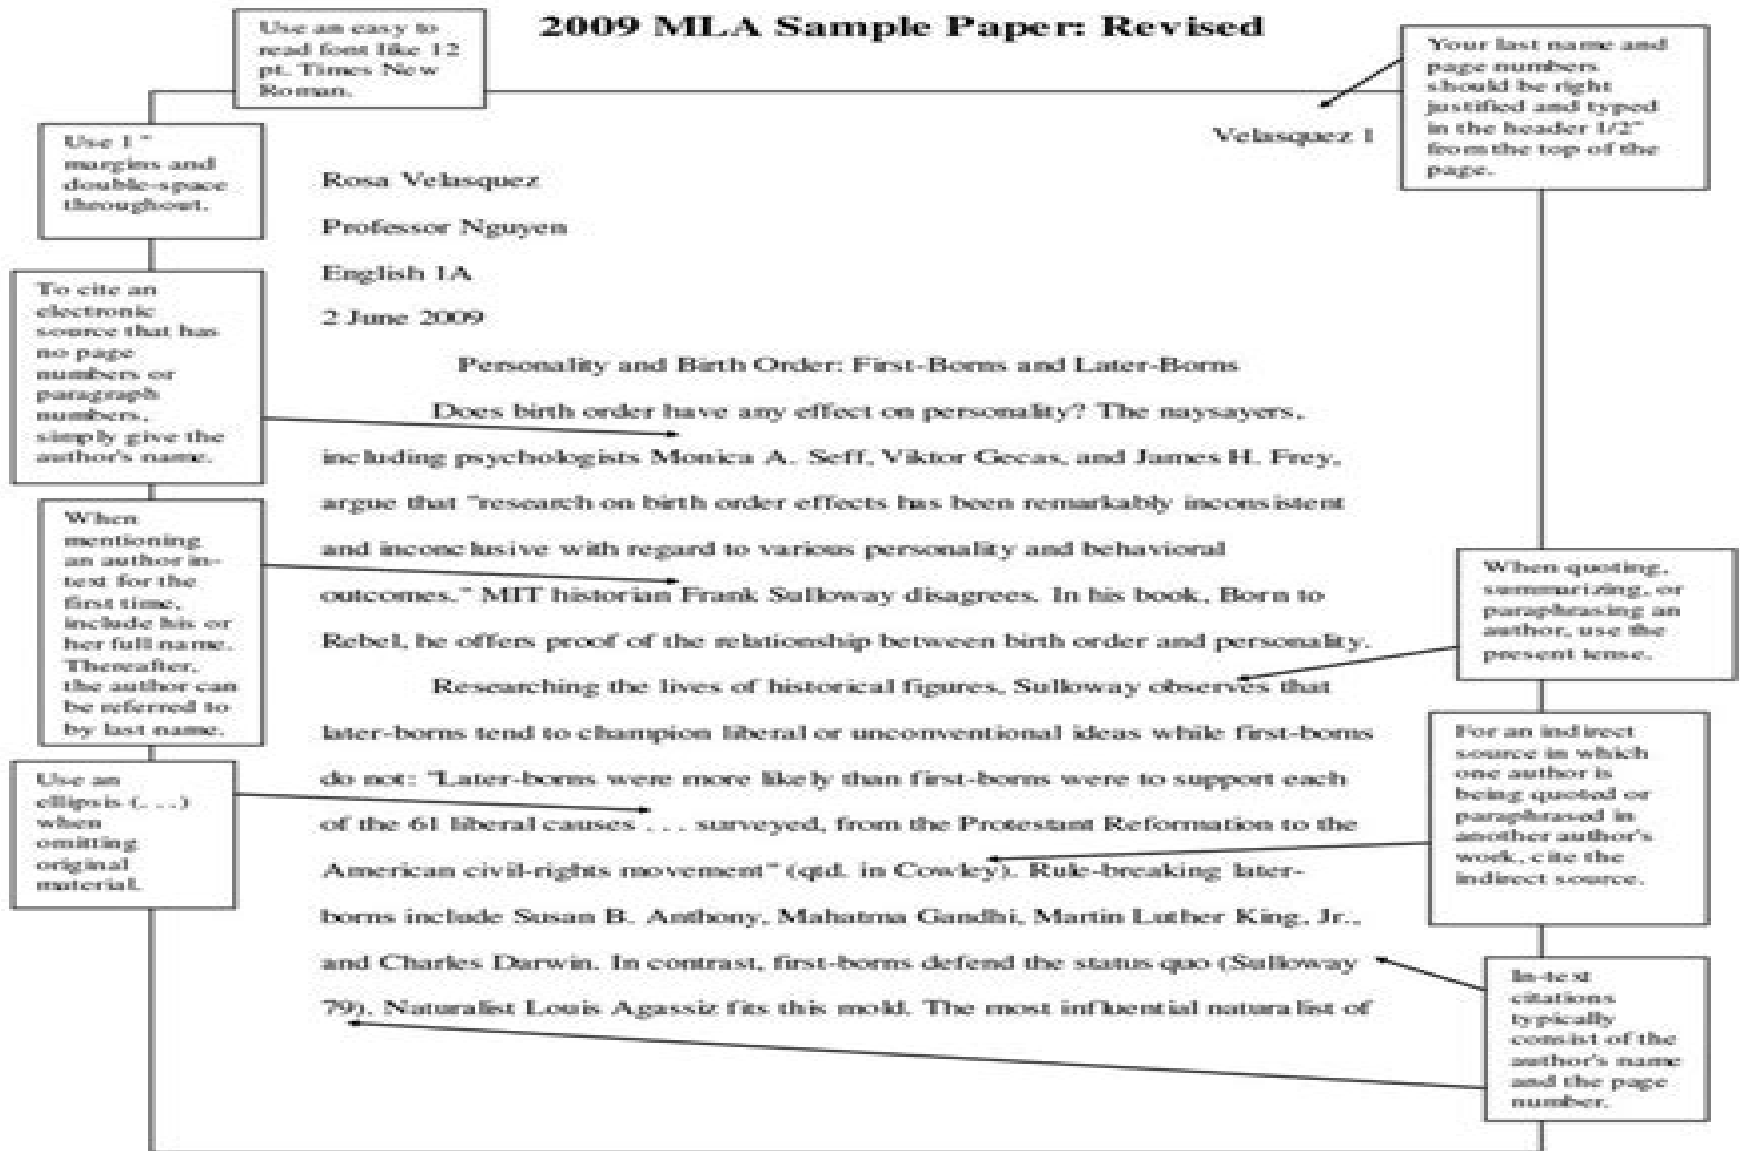 2009 MLA Sample Paper: Revised
Use an easy to
read font like 12
pt. Times New
Roman.
Your last name and
page numbers
should be right
justified and typed
in the header 1/2"
from the top of the
page.
Use 1"
margins and
double-space
throughout.
Velasquez 1
Rosa Velasquez
Professor Nguyen
English 1A
2 June 2009
To cite an
electronic
source that has
no page
numbers or
paragraph
numbers,
simply give the
author's name.
Personality and Birth Order: First-Borns and Later-Borns
Does birth order have any effect on personality? The naysayers,
including psychologists Monica A. Seff, Viktor Gecas, and James H. Frey,
argue that "research on birth order effects has been remarkably inconsistent
and inconclusive with regard to various personality and behavioral
outcomes." MIT historian Frank Sulloway disagrees. In his book, Born to
Rebel, he offers proof of the relationship between birth order and personality.
When
mentioning
an author in-
text for the
first time,
include his or
her full name.
Thereafter,
the author can
be referred to
by last name.
When quoting,
summarizing, or
paraphrasing an
author, use the
present tense.
Researching the lives of historical figures, Sulloway observes that
later-borns tend to champion liberal or unconventional ideas while first-borns
do not: "Later-borns were more likely than first-borns were to support each
of the 61 liberal causes . . . surveyed, from the Protestant Reformation to the
American civil-rights movement" (qtd. in Cowley). Rule-breaking later-
borns include Susan B. Anthony, Mahatma Gandhi, Martin Luther King, Jr.,
and Charles Darwin. In contrast, first-borns defend the status quo (Sulloway
79). Naturalist Louis Agassiz fits this mold. The most influential naturalist of
Use an
ellipsis (. . .)
when
omitting
original
material.
For an indirect
source in which
one author is
being quoted or
paraphrased in
another author's
work, cite the
indirect source.
In-text
citations
typically
consist of the
author's name
and the page
number.